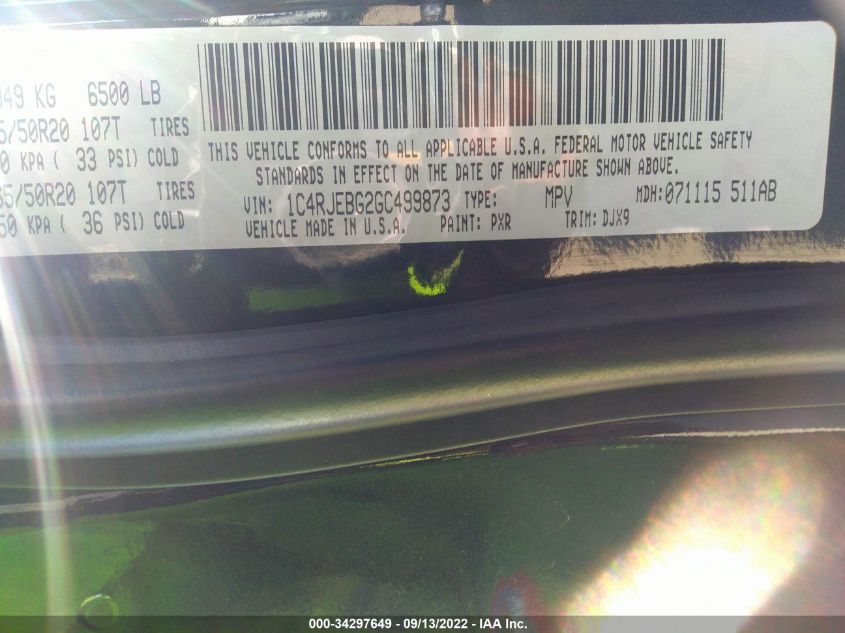 049 KG 6500 LB
5/50R20 107T TIRES
0 KPA ( 33 PSI) COLD
65/50R20 107T TIRES
50 KPA ( 36 PSI) COLD
THIS VEHICLE CONFORMS TO ALL APPLICABLE U.S.A. FEDERAL MOTOR VEHICLE SAFETY
STANDARDS IN EFFECT ON THE DATE OF MANUFACTURE SHOWN ABOVE.
VIN: 1C4RJEBG2GC499873 TYPE: MPV MDH:071115 511AB
VEHICLE MADE IN U.S.A. PAINT: PXR TRIM: DJX9
000-34297649 - 09/13/2022 - IAA Inc.